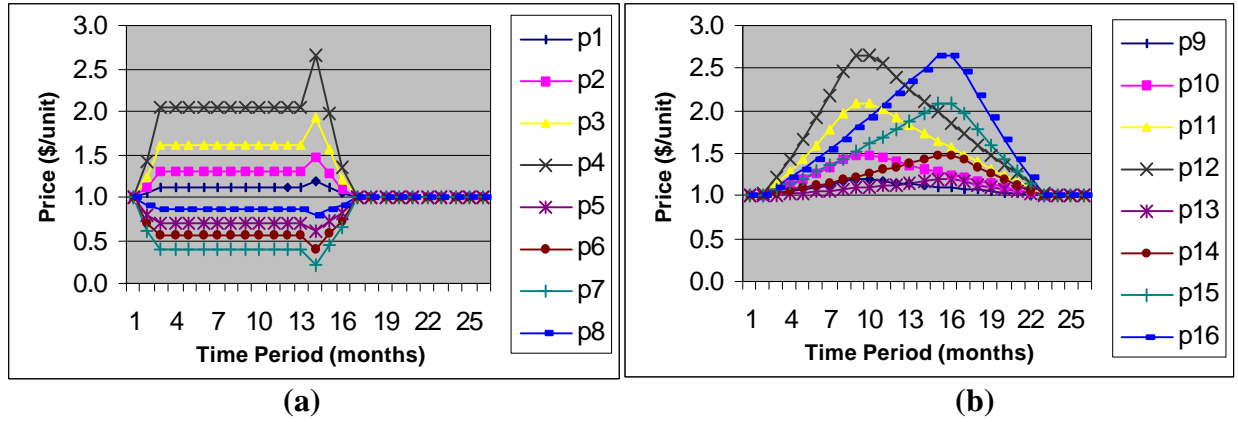 3.0
2.5
2.0
1.5
1.0
0.5
0.0
Price ($/unit)
1 4 7 10 13 16 19 22 25
Time Period (months)
p1
p2
p3
p4
p5
p6
p7
p8
(a)
3.0
2.5
2.0
1.5
1.0
0.5
0.0
Price ($/unit)
1 4 7 10 13 16 19 22 25
Time Period (months)
p9
p10
p11
p12
p13
p14
p15
p16
(b)